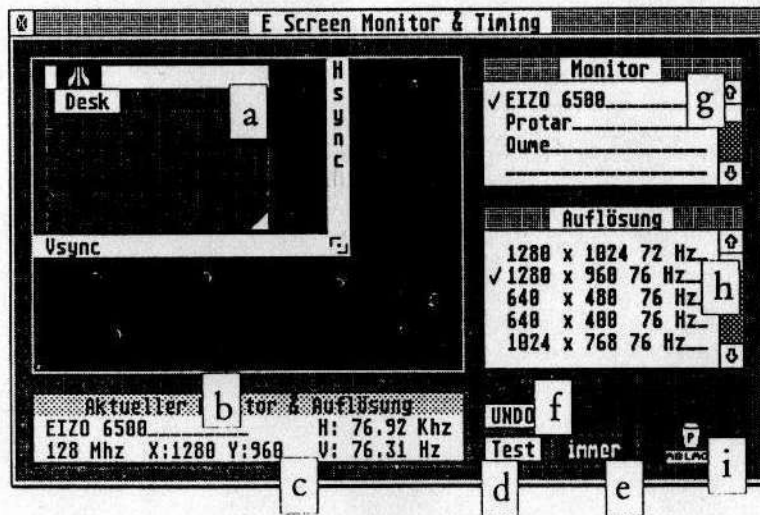 E Screen Monitor & Timing
Desk
a
Hsync
Vsync
Monitor
✓ EIZO 6500
g
Protar
Qume
Auflösung
1280 x 1024 72 Hz
✓ 1280 x 960 76 Hz
h
640 x 480 76 Hz
640 x 400 76 Hz
1024 x 768 76 Hz
Aktueller tor & Auflösung
b
EIZO 6500 H: 76.92 Khz
128 Mhz X:1280 Y:960 V: 76.31 Hz
c
UNDO
f
Test
immer
P
d
e
i